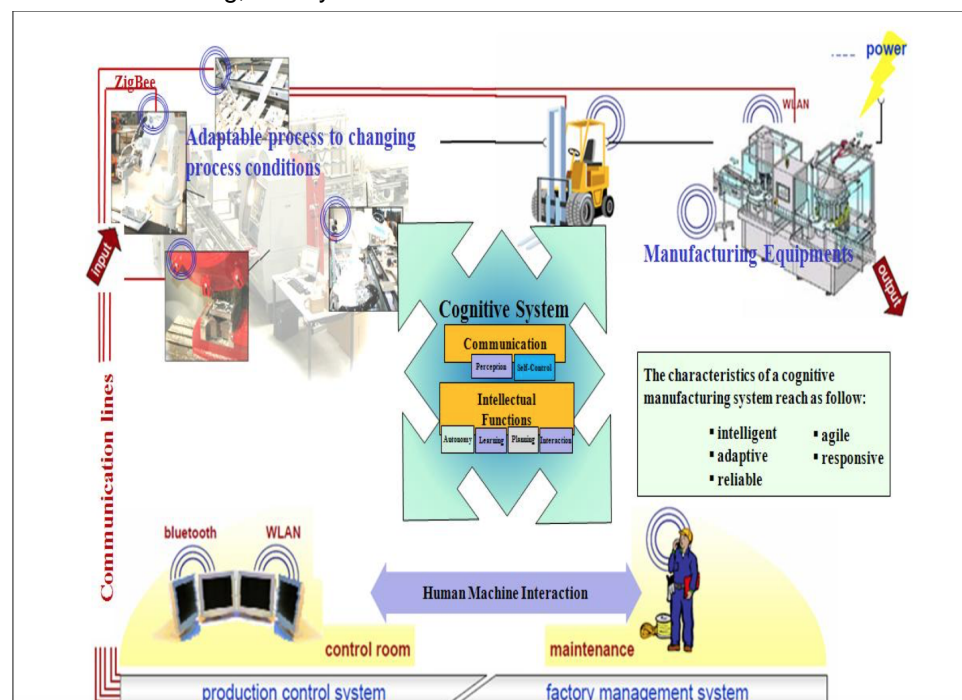 power
ZigBee
WLAN
Adaptable process to changing
process conditions
input
Manufacturing Equipments
output
Cognitive System
Communication
Perception
Self-Control
Intellectual
Functions
Autonomy
Learning
Planning
Interaction
The characteristics of a cognitive
manufacturing system reach as follow:
▪ intelligent
▪ adaptive
▪ reliable
▪ agile
▪ responsive
Communication lines
bluetooth
WLAN
Human Machine Interaction
control room
maintenance
production control system
factory management system